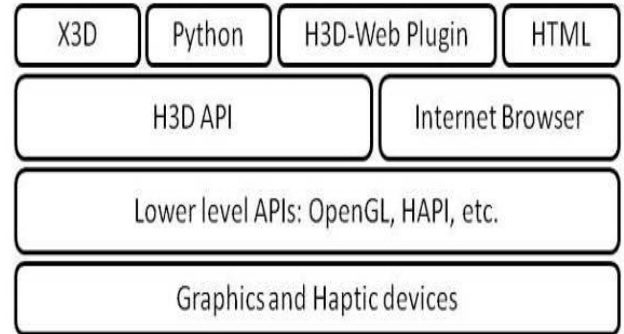 X3D Python H3D-Web Plugin HTML
H3D API Internet Browser
Lower level APIs: OpenGL, HAPI, etc.
Graphics and Haptic devices